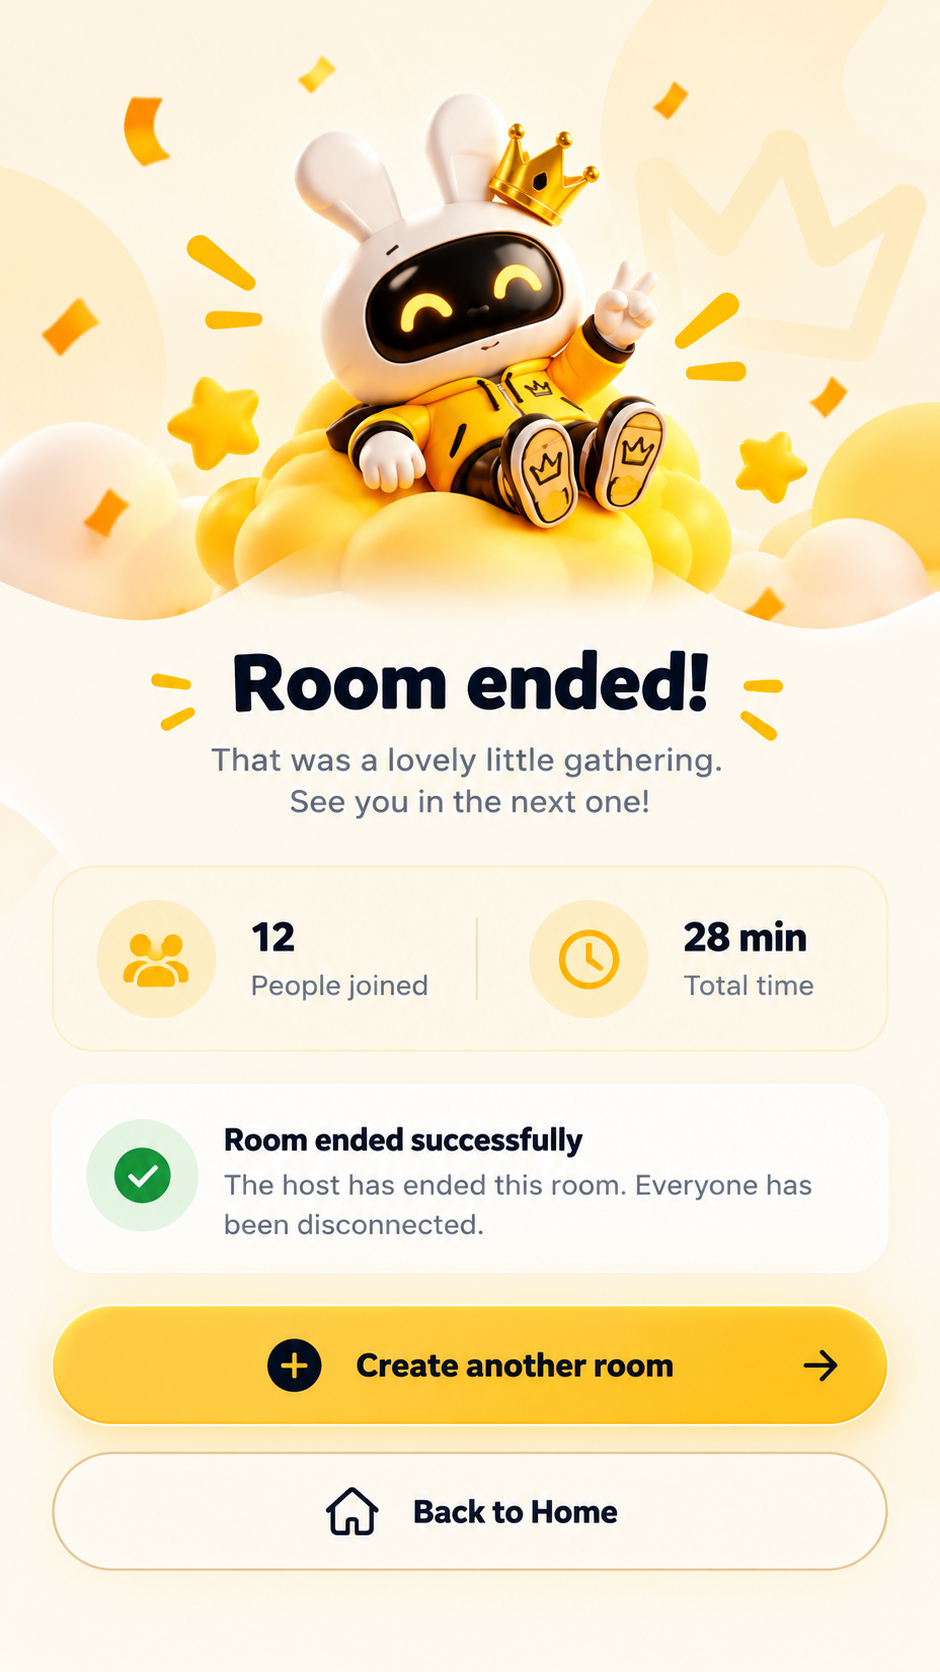 Room ended!
That was a lovely little gathering.
See you in the next one!
12
People joined
28 min
Total time
Room ended successfully
The host has ended this room. Everyone has
been disconnected.
Create another room
Back to Home